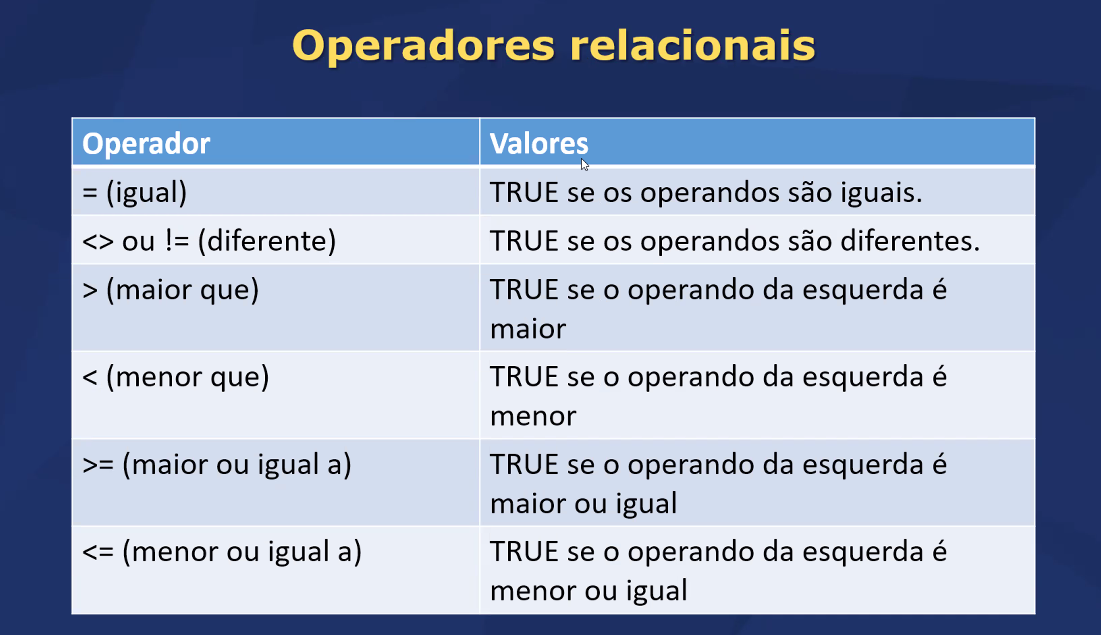 Operadores relacionais
Operador
Valores
= (igual)
TRUE se os operandos são iguais.
<> ou != (diferente)
TRUE se os operandos são diferentes.
> (maior que)
TRUE se o operando da esquerda é
maior
< (menor que)
TRUE se o operando da esquerda é
menor
>= (maior ou igual a)
TRUE se o operando da esquerda é
maior ou igual
<= (menor ou igual a)
TRUE se o operando da esquerda é
menor ou igual